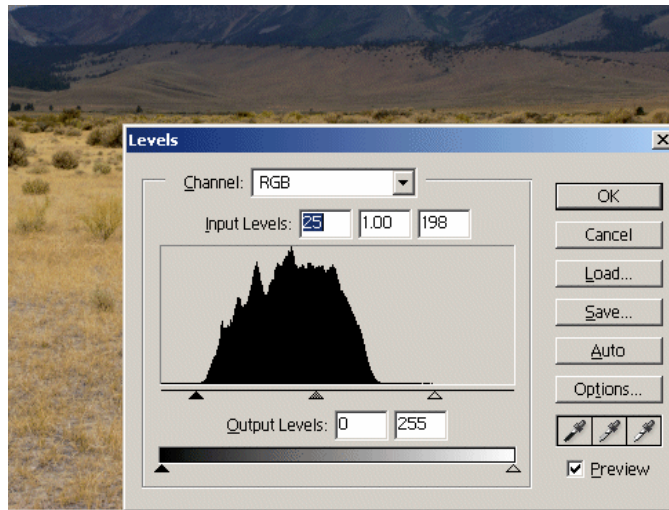 Levels
Channel: RGB
Input Levels: 25 1.00 198
Output Levels: 0 255
OK
Cancel
Load...
Save...
Auto
Options...
Preview